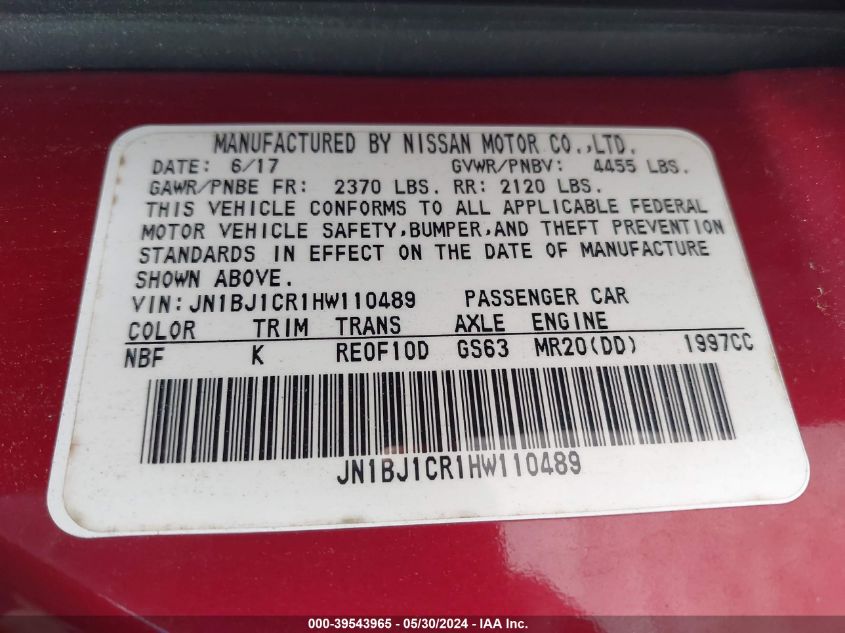 MANUFACTURED BY NISSAN MOTOR CO.,LTD.
DATE: 6/17 GVWR/PNBV: 4455 LBS.
GAWR/PNBE FR: 2370 LBS. RR: 2120 LBS.
THIS VEHICLE CONFORMS TO ALL APPLICABLE FEDERAL
MOTOR VEHICLE SAFETY,BUMPER,AND THEFT PREVENTION
STANDARDS IN EFFECT ON THE DATE OF MANUFACTURE
SHOWN ABOVE.
VIN: JN1BJ1CR1HW110489 PASSENGER CAR
COLOR TRIM TRANS AXLE ENGINE
NBF K RE0F10D GS63 MR20(DD) 1997CC
JN1BJ1CR1HW110489
000-39543965 - 05/30/2024 - IAAI.COM